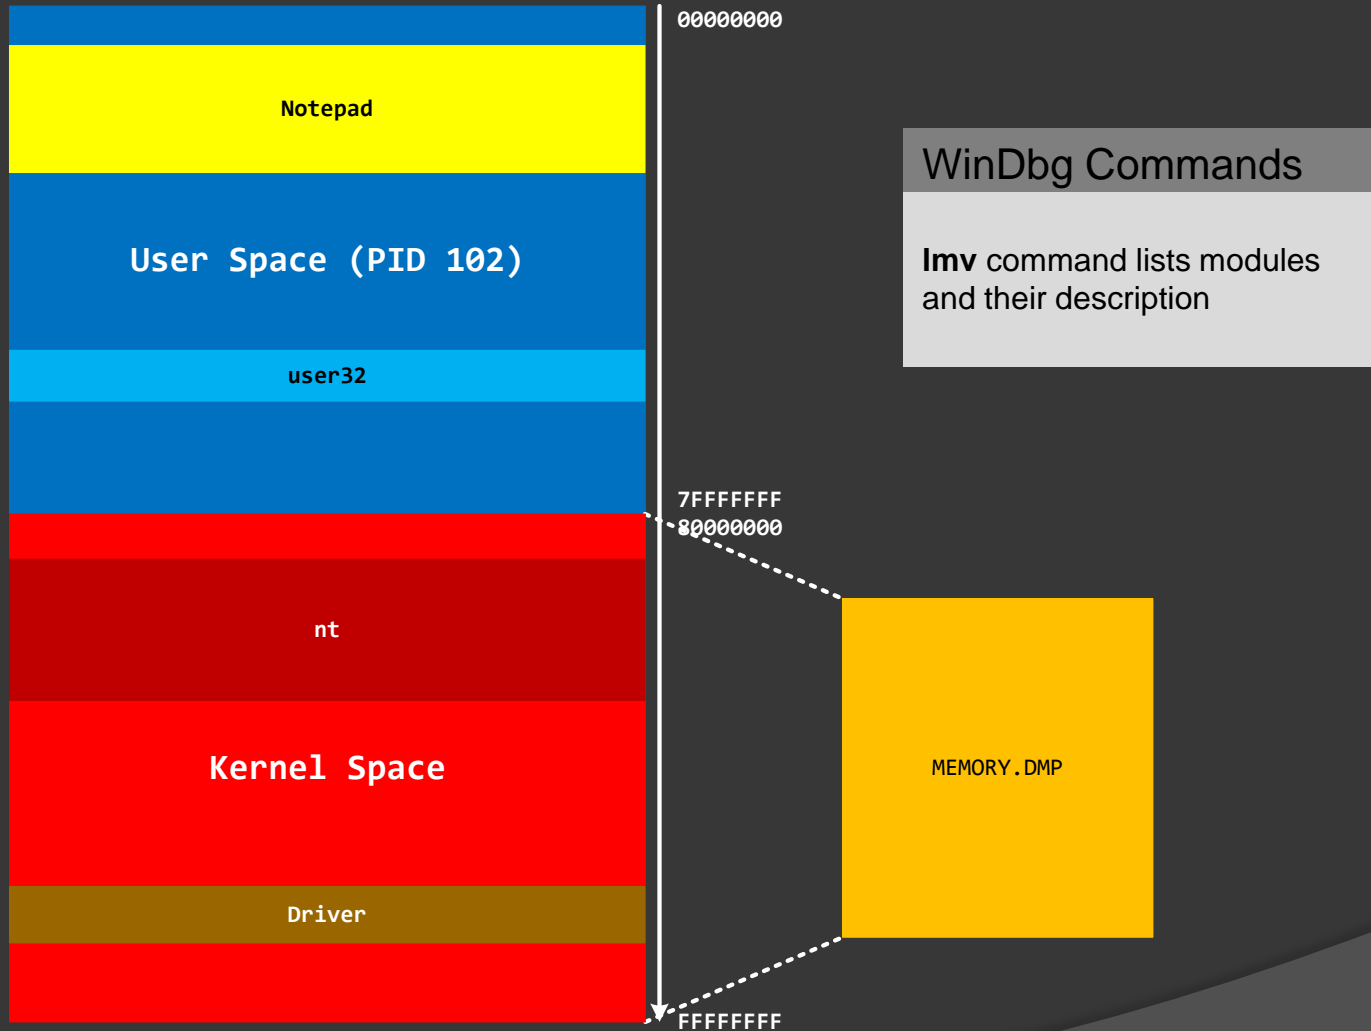 00000000
Notepad
WinDbg Commands
User Space (PID 102)
lmv command lists modules
and their description
user32
7FFFFFFF
80000000
nt
Kernel Space
MEMORY.DMP
Driver
FFFFFFFF